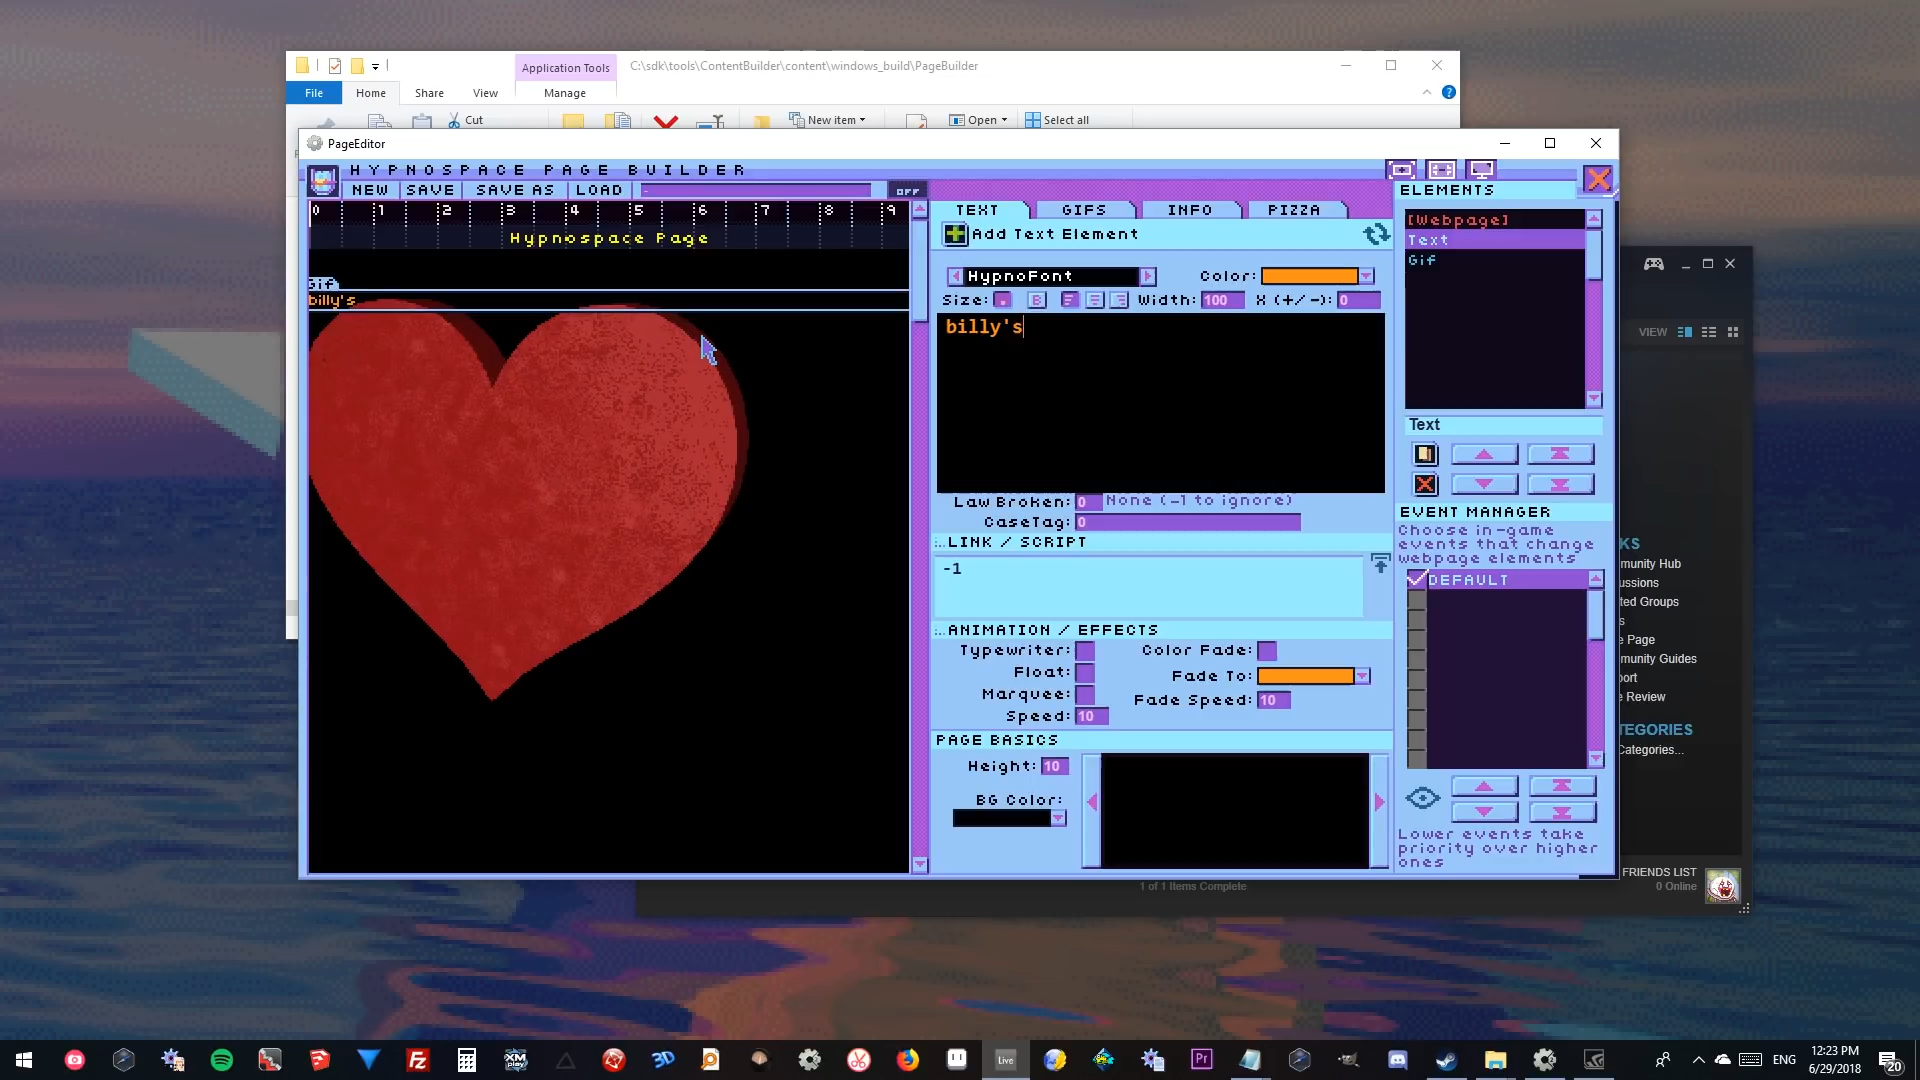 Application Tools
C:\sdk\tools\ContentBuilder\content\windows_build\PageBuilder
File
Home
Share
View
Manage
Cut
New item
Open
Select all
PageEditor
HYPNOSPACE PAGE BUILDER
NEW
SAVE
SAVE AS
LOAD
-
OFF
0 1 2 3 4 5 6 7 8 9
Hypnospace Page
Gif
billy's
TEXT
GIFS
INFO
PIZZA
Add Text Element
HypnoFont
Color:
Size:
B
Width: 100
X (+/-): 0
billy's
Law Broken: 0 None (-1 to ignore)
CaseTag: 0
LINK / SCRIPT
-1
ANIMATION / EFFECTS
Typewriter:
Color Fade:
Float:
Fade To:
Marquee:
Fade Speed: 10
Speed: 10
PAGE BASICS
Height: 10
BG Color:
ELEMENTS
[Webpage]
Text
Gif
Text
EVENT MANAGER
Choose in-game
events that change
webpage elements
DEFAULT
Lower events take
priority over higher
ones
VIEW
KS
munity Hub
ussions
ted Groups
s
e Page
munity Guides
port
e Review
TEGORIES
Categories...
FRIENDS LIST
0 Online
1 of 1 Items Complete
Fz
XM
play
3D
Live
Pr
ENG
12:23 PM
6/29/2018
20